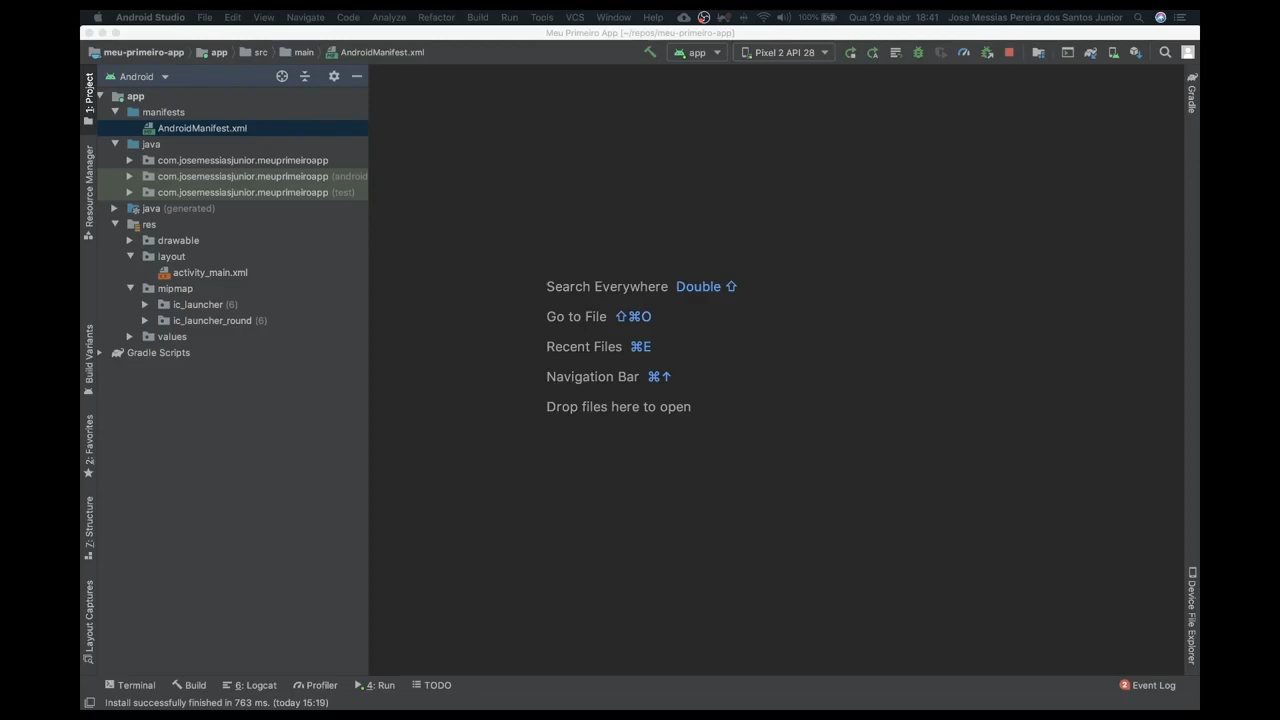 Android Studio File Edit View Navigate Code Analyze Refactor Build Run Tools VCS Window Help 100% Qua 29 de abr 18:41 Jose Messias Pereira dos Santos Junior
Meu Primeiro App [~/repos/meu-primeiro-app]
meu-primeiro-app app src main AndroidManifest.xml app Pixel 2 API 28
Android
1: Project
Resource Manager
Build Variants
2: Favorites
7: Structure
Layout Captures
app
manifests
AndroidManifest.xml
java
com.josemessiasjunior.meuprimeiroapp
com.josemessiasjunior.meuprimeiroapp (android
com.josemessiasjunior.meuprimeiroapp (test)
java (generated)
res
drawable
layout
activity_main.xml
mipmap
ic_launcher (6)
ic_launcher_round (6)
values
Gradle Scripts
Search Everywhere Double ⇧
Go to File ⇧⌘O
Recent Files ⌘E
Navigation Bar ⌘↑
Drop files here to open
Gradle
Device File Explorer
Terminal Build 6: Logcat Profiler 4: Run TODO 2 Event Log
Install successfully finished in 763 ms. (today 15:19)